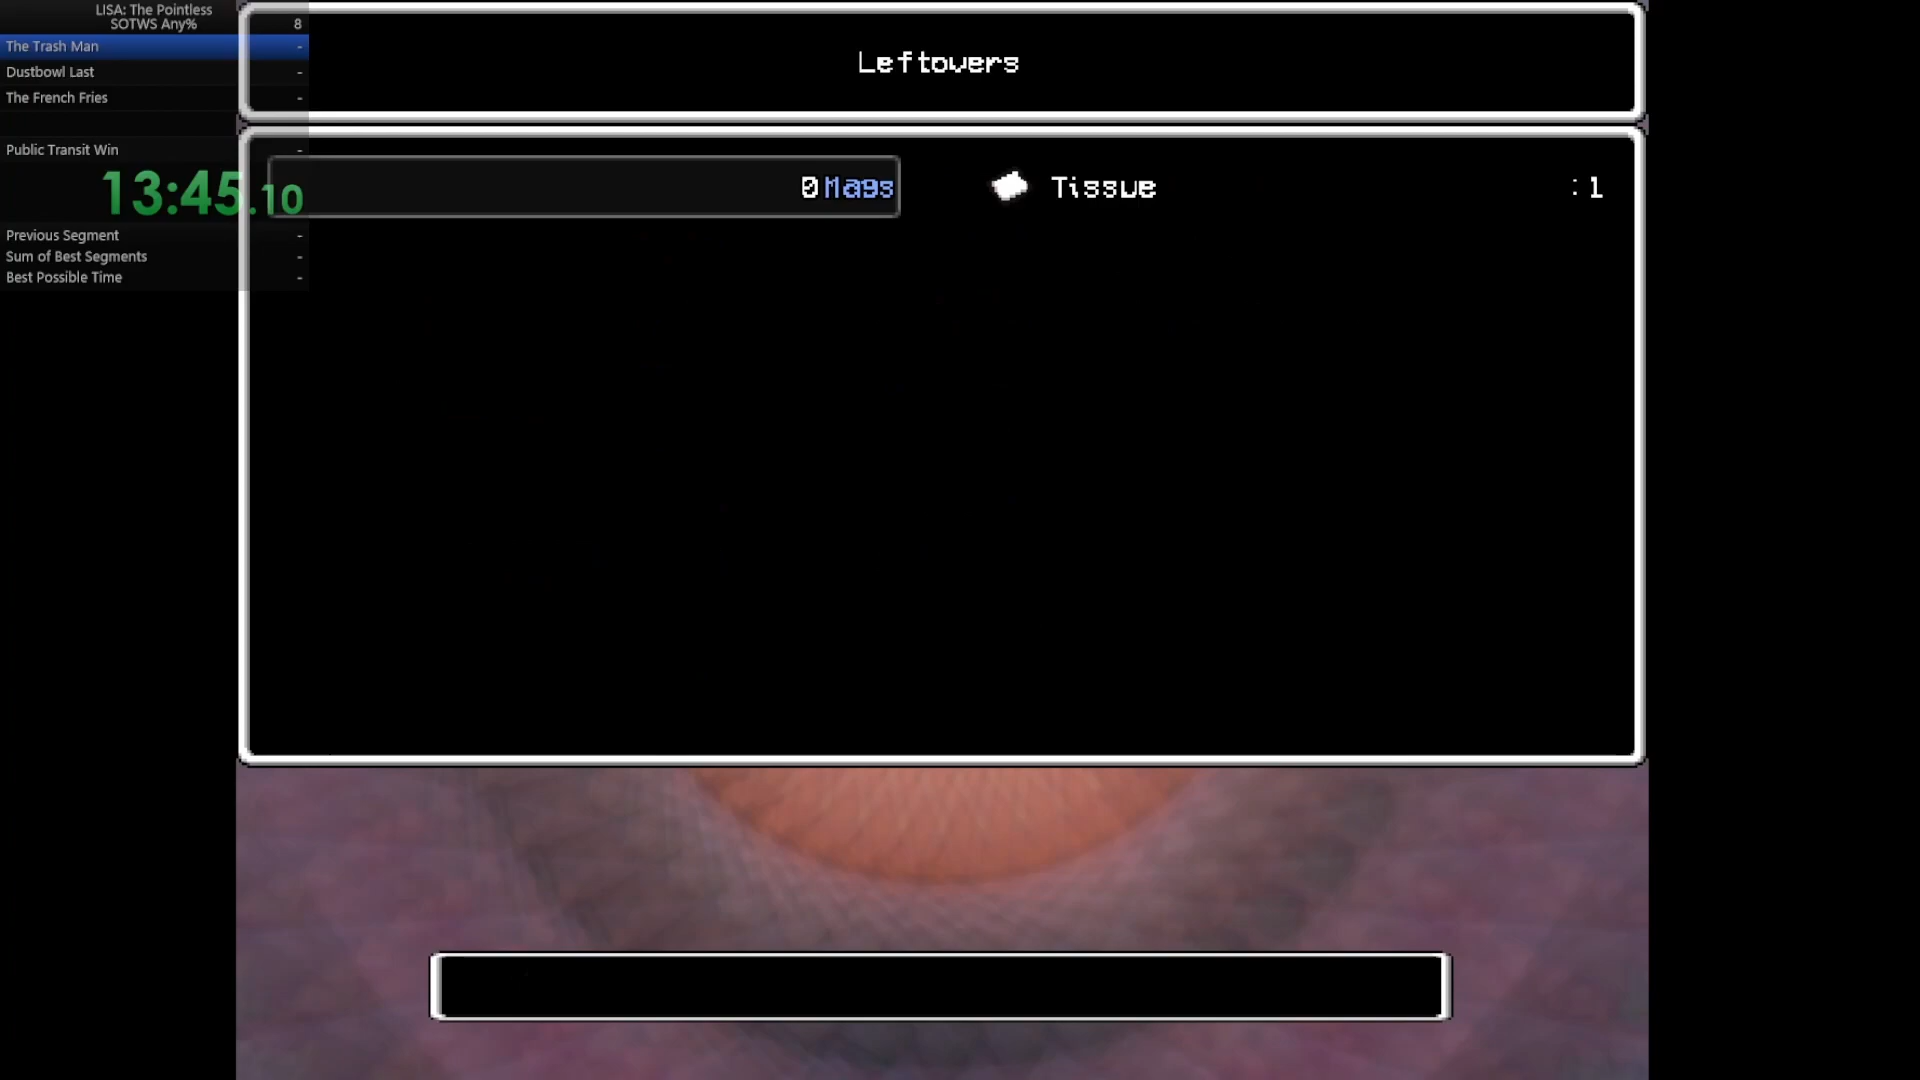 LISA: The Pointless
SOTWS Any%
8
The Trash Man -
Dustbowl Last -
The French Fries -
Public Transit Win -
13:45.10
Previous Segment -
Sum of Best Segments -
Best Possible Time -
Leftovers
0 Mags
Tissue :1